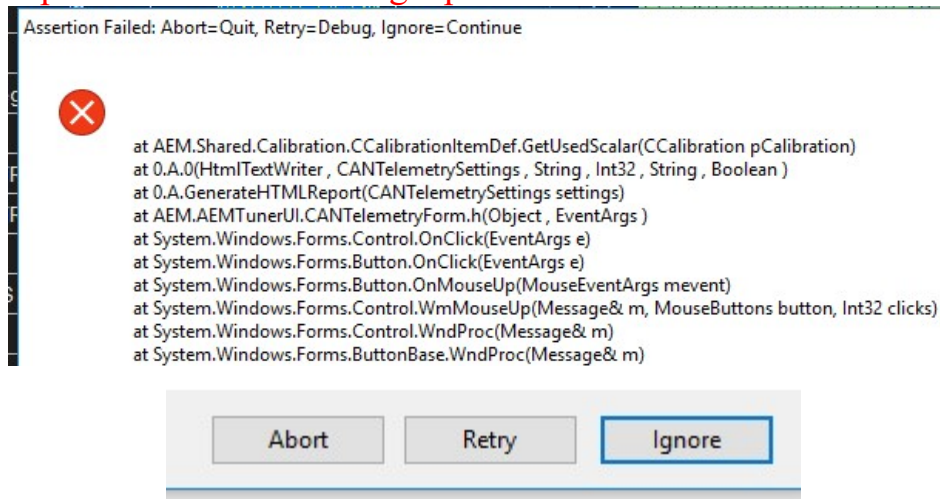 Assertion Failed: Abort=Quit, Retry=Debug, Ignore=Continue
at AEM.Shared.Calibration.CCalibrationItemDef.GetUsedScalar(CCalibration pCalibration)
at 0.A.0(HtmlTextWriter , CANTelemetrySettings , String , Int32 , String , Boolean )
at 0.A.GenerateHTMLReport(CANTelemetrySettings settings)
at AEM.AEMTunerUI.CANTelemetryForm.h(Object , EventArgs )
at System.Windows.Forms.Control.OnClick(EventArgs e)
at System.Windows.Forms.Button.OnClick(EventArgs e)
at System.Windows.Forms.Button.OnMouseUp(MouseEventArgs mevent)
at System.Windows.Forms.Control.WmMouseUp(Message& m, MouseButtons button, Int32 clicks)
at System.Windows.Forms.Control.WndProc(Message& m)
at System.Windows.Forms.ButtonBase.WndProc(Message& m)
Abort Retry Ignore